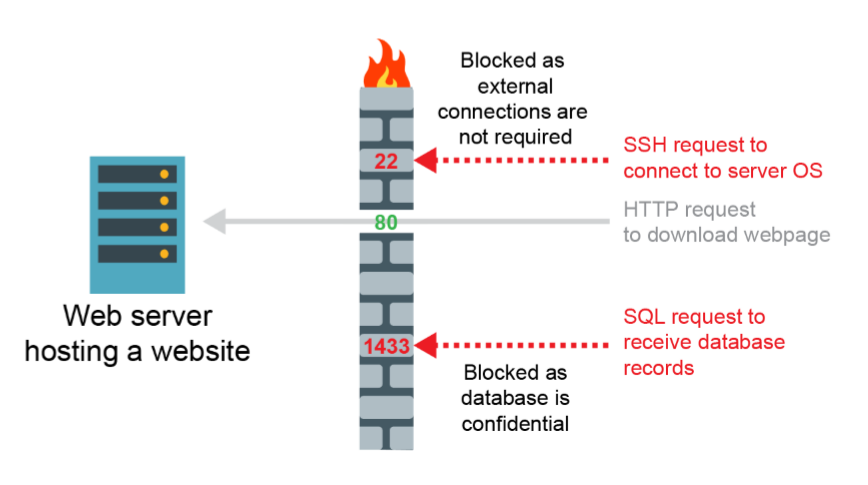 Blocked as
external
connections are
not required
22
SSH request to
connect to server OS
80
HTTP request
to download webpage
Web server
hosting a website
1433
SQL request to
receive database
records
Blocked as
database is
confidential